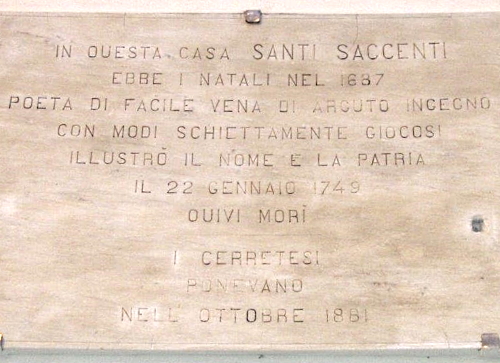 IN QUESTA CASA SANTI SACCENTI
EBBE I NATALI NEL 1687
POETA DI FACILE VENA DI ARGUTO INGEGNO
CON MODI SCHIETTAMENTE GIOCOSI
ILLUSTRÒ IL NOME E LA PATRIA
IL 22 GENNAIO 1749
QUIVI MORÌ
I CERRETESI
PONEVANO
NELL' OTTOBRE 1881